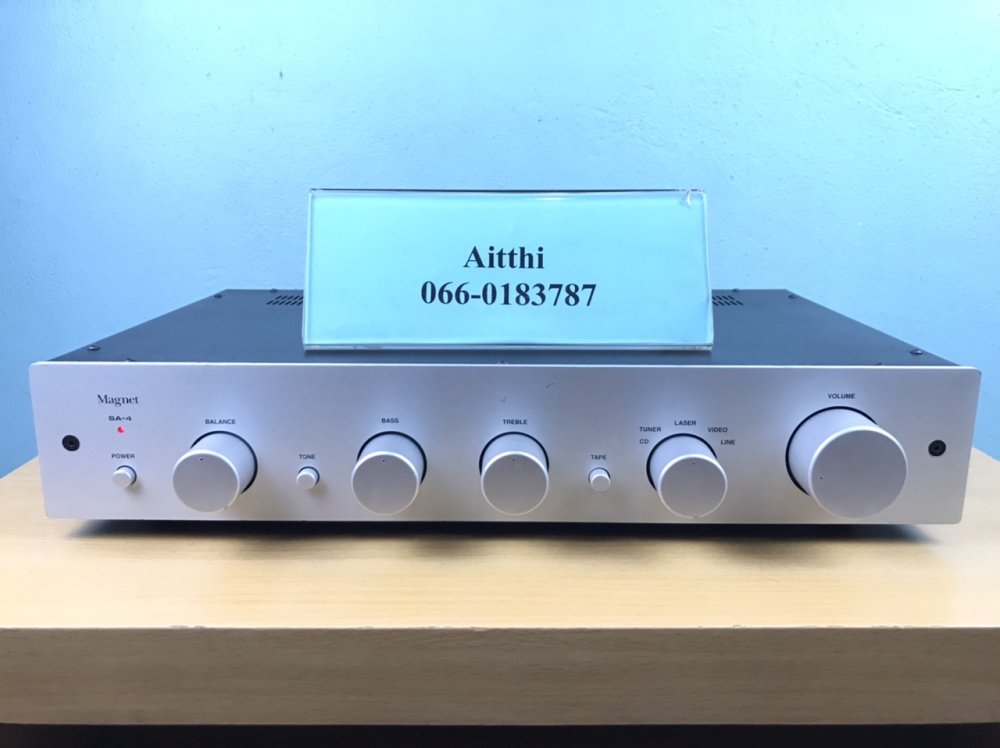 Aitthi
066-0183787
Magnet
SA-4
POWER
BALANCE
TONE
BASS
TREBLE
TAPE
CD
TUNER
LASER
VIDEO
LINE
VOLUME